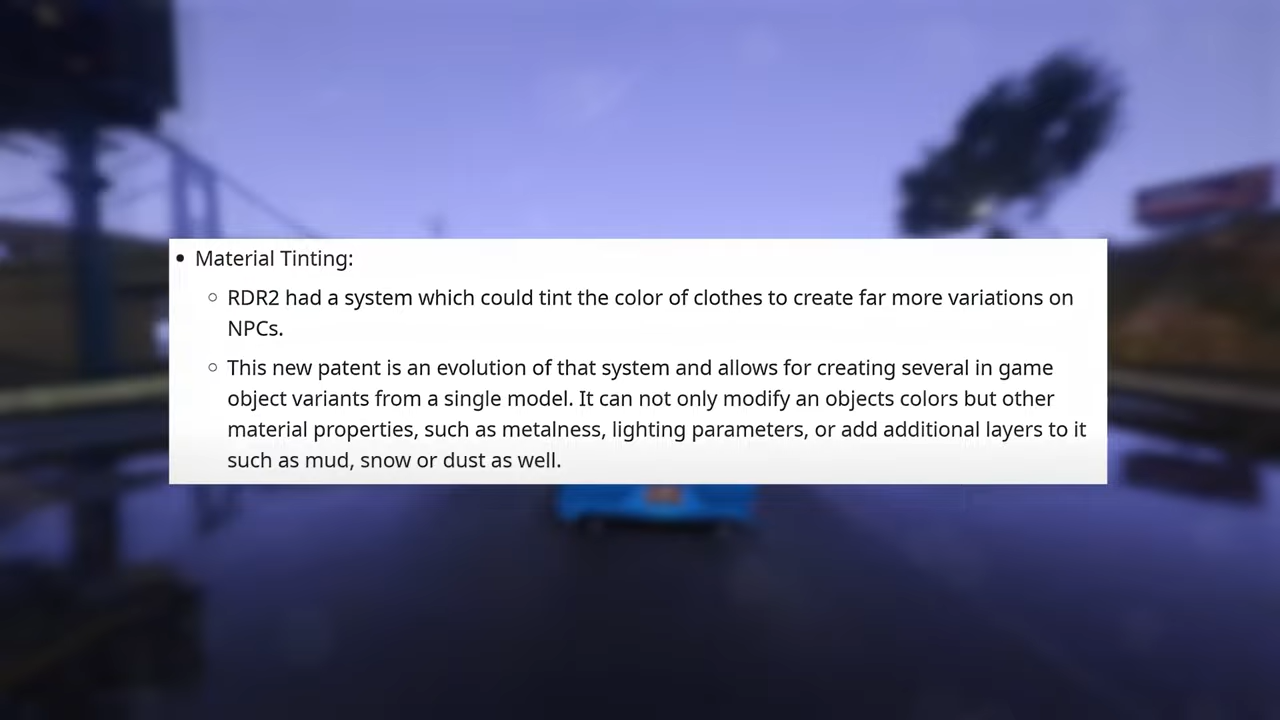 • Material Tinting:
○ RDR2 had a system which could tint the color of clothes to create far more variations on
NPCs.
○ This new patent is an evolution of that system and allows for creating several in game
object variants from a single model. It can not only modify an objects colors but other
material properties, such as metalness, lighting parameters, or add additional layers to it
such as mud, snow or dust as well.